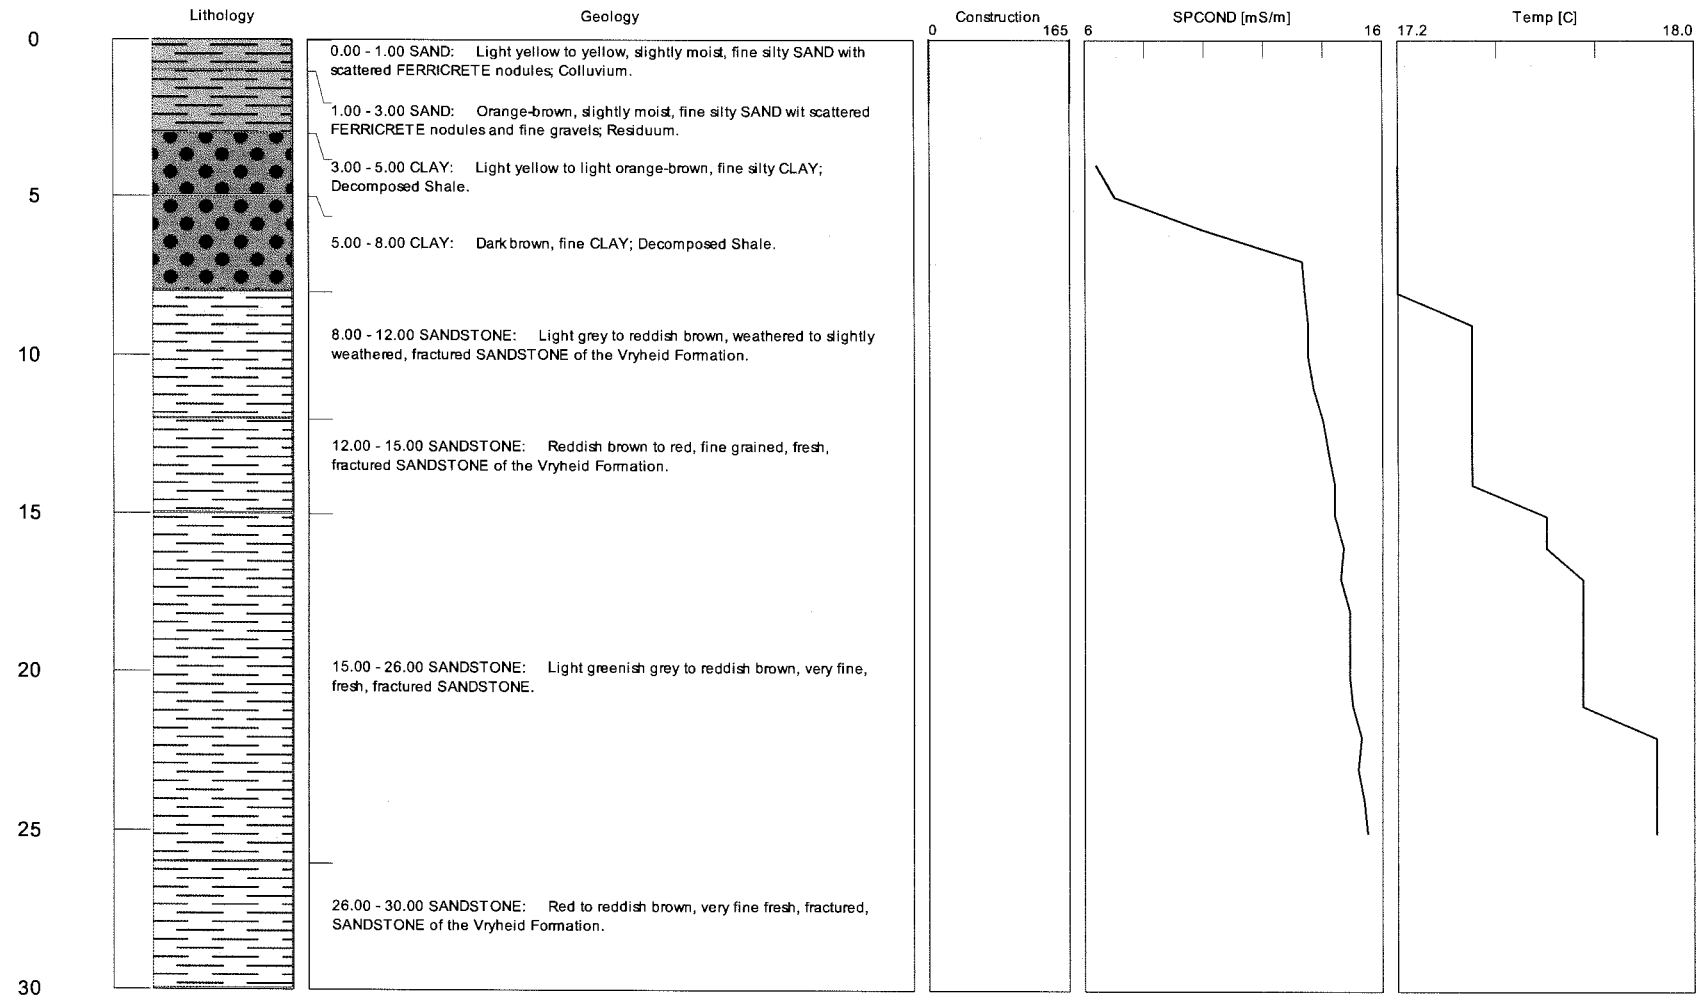 Lithology
Geology
Construction
SPCOND [mS/m]
Temp [C]
0
165
6
16
17.2
18.0
0
5
10
15
20
25
30
0.00 - 1.00 SAND: Light yellow to yellow, slightly moist, fine silty SAND with
scattered FERRICRETE nodules; Colluvium.
1.00 - 3.00 SAND: Orange-brown, slightly moist, fine silty SAND wit scattered
FERRICRETE nodules and fine gravels; Residuum.
3.00 - 5.00 CLAY: Light yellow to light orange-brown, fine silty CLAY;
Decomposed Shale.
5.00 - 8.00 CLAY: Dark brown, fine CLAY; Decomposed Shale.
8.00 - 12.00 SANDSTONE: Light grey to reddish brown, weathered to slightly
weathered, fractured SANDSTONE of the Vryheid Formation.
12.00 - 15.00 SANDSTONE: Reddish brown to red, fine grained, fresh,
fractured SANDSTONE of the Vryheid Formation.
15.00 - 26.00 SANDSTONE: Light greenish grey to reddish brown, very fine,
fresh, fractured SANDSTONE.
26.00 - 30.00 SANDSTONE: Red to reddish brown, very fine fresh, fractured,
SANDSTONE of the Vryheid Formation.